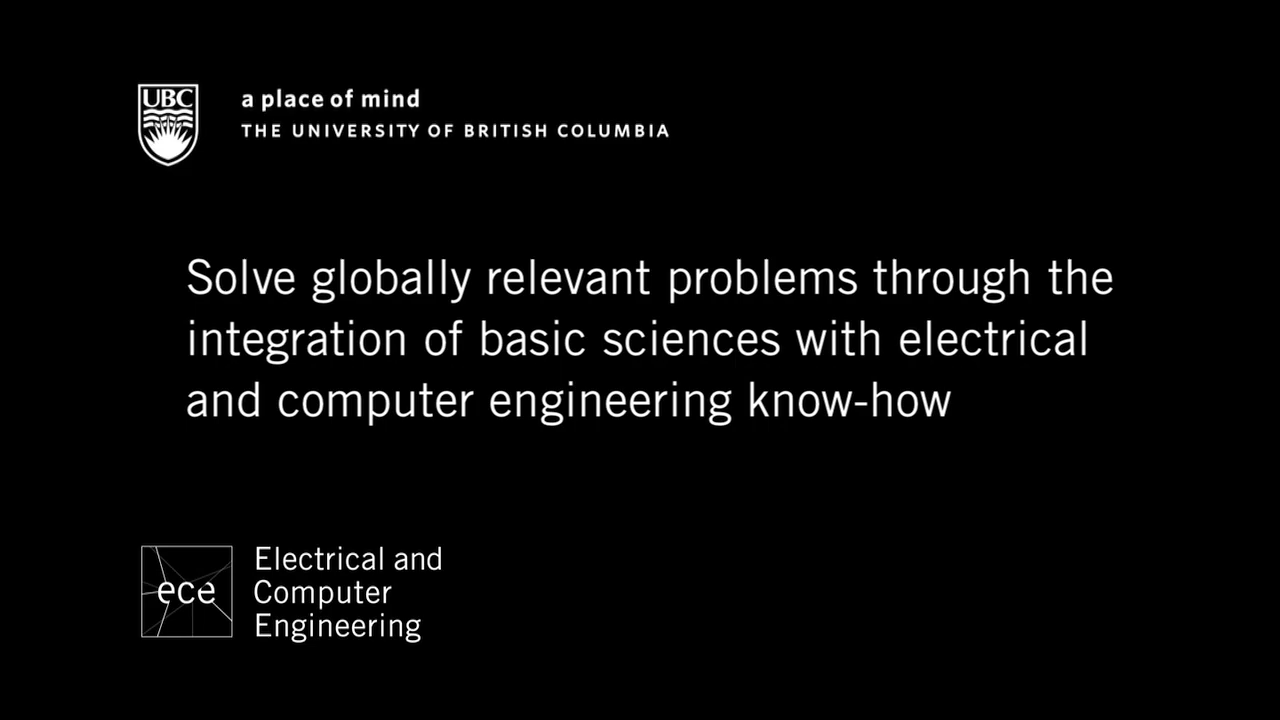 UBC
a place of mind
THE UNIVERSITY OF BRITISH COLUMBIA
Solve globally relevant problems through the
integration of basic sciences with electrical
and computer engineering know-how
ece
Electrical and
Computer
Engineering